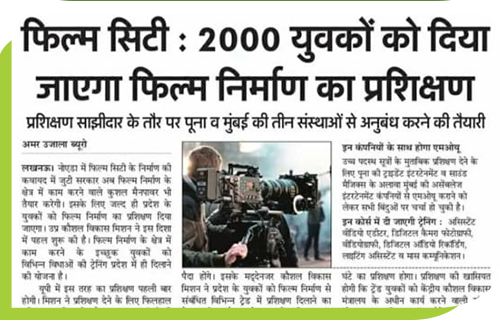 फिल्म सिटी : 2000 युवकों को दिया
जाएगा फिल्म निर्माण का प्रशिक्षण
प्रशिक्षण साझीदार के तौर पर पूना व मुंबई की तीन संस्थाओं से अनुबंध करने की तैयारी
अमर उजाला ब्यूरो
लखनऊ। नोएडा में फिल्म सिटी के निर्माण की
कवायद में जुटी सरकार अब फिल्म निर्माण के
क्षेत्र में काम करने वाले कुशल मैनपावर भी
तैयार करेगी। इसके लिए जल्द ही प्रदेश के
युवकों को फिल्म निर्माण का प्रशिक्षण दिया
जाएगा। उप्र कौशल विकास मिशन ने इस दिशा
में पहल शुरू की है। फिल्म निर्माण के क्षेत्र में
काम करने के इच्छुक युवकों को
विभिन्न विधाओं की ट्रेनिंग प्रदेश में ही दिलाने
की योजना है।
यूपी में इस तरह का प्रशिक्षण पहली बार
होगी। मिशन ने प्रशिक्षण देने के लिए फिलहाल
पैदा होंगे। इसके मद्देनजर कौशल विकास
मिशन ने प्रदेश के युवकों को फिल्म निर्माण से
संबंधित विभिन्न ट्रेड में प्रशिक्षण दिलाने का
इन कंपनियों के साथ होगा एमओयू
उच्च पदस्थ सूत्रों के मुताबिक प्रशिक्षण देने के
लिए पूना की ट्राइडेंट इंटरटेनमेंट व साउंड
मैजिक्स के अलावा मुंबई की असेंबलेज
इंटरटेनमेंट कंपनियों से एमओयू कराने को
लेकर सभी बिंदुओं पर चर्चा हो चुकी है।
इन कोर्स में दी जाएगी ट्रेनिंग : असिस्टेंट
वीडियो एडीटर, डिजिटल कैमरा फोटोग्राफी,
वीडियोग्राफी, डिजिटल ऑडियो रिकॉर्डिंग,
लाइटिंग असिस्टेंट व मास कम्यूनिकेशन।
घंटे का प्रशिक्षण होगा। प्रशिक्षण की खासियत
होगी कि ट्रेंड युवकों को केंद्रीय कौशल विकास
मंत्रालय के अधीन कार्य करने वाली